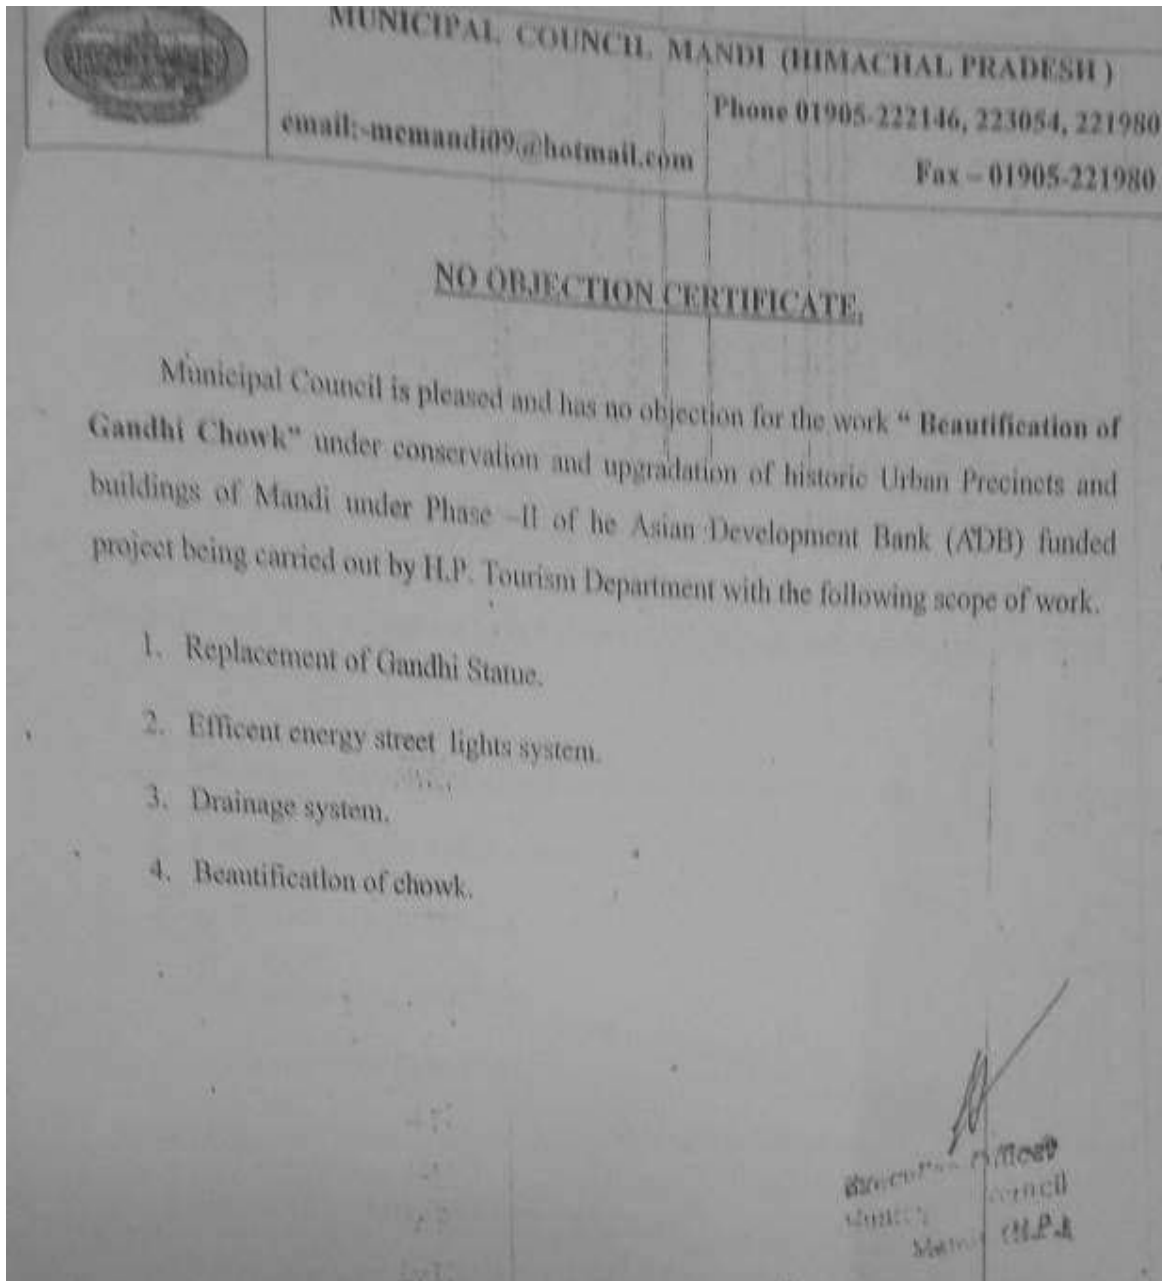 MUNICIPAL COUNCIL MANDI (HIMACHAL PRADESH )
Phone 01905-222146, 223054, 221980
email:-mcmandi09@hotmail.com
Fax – 01905-221980
NO OBJECTION CERTIFICATE.
Municipal Council is pleased and has no objection for the work “ Beautification of
Gandhi Chowk” under conservation and upgradation of historic Urban Precincts and
buildings of Mandi under Phase –II of he Asian Development Bank (ADB) funded
project being carried out by H.P. Tourism Department with the following scope of work.
1. Replacement of Gandhi Statue.
2. Efficent energy street lights system.
3. Drainage system.
4. Beautification of chowk.
Officer
Council
(H.P.)